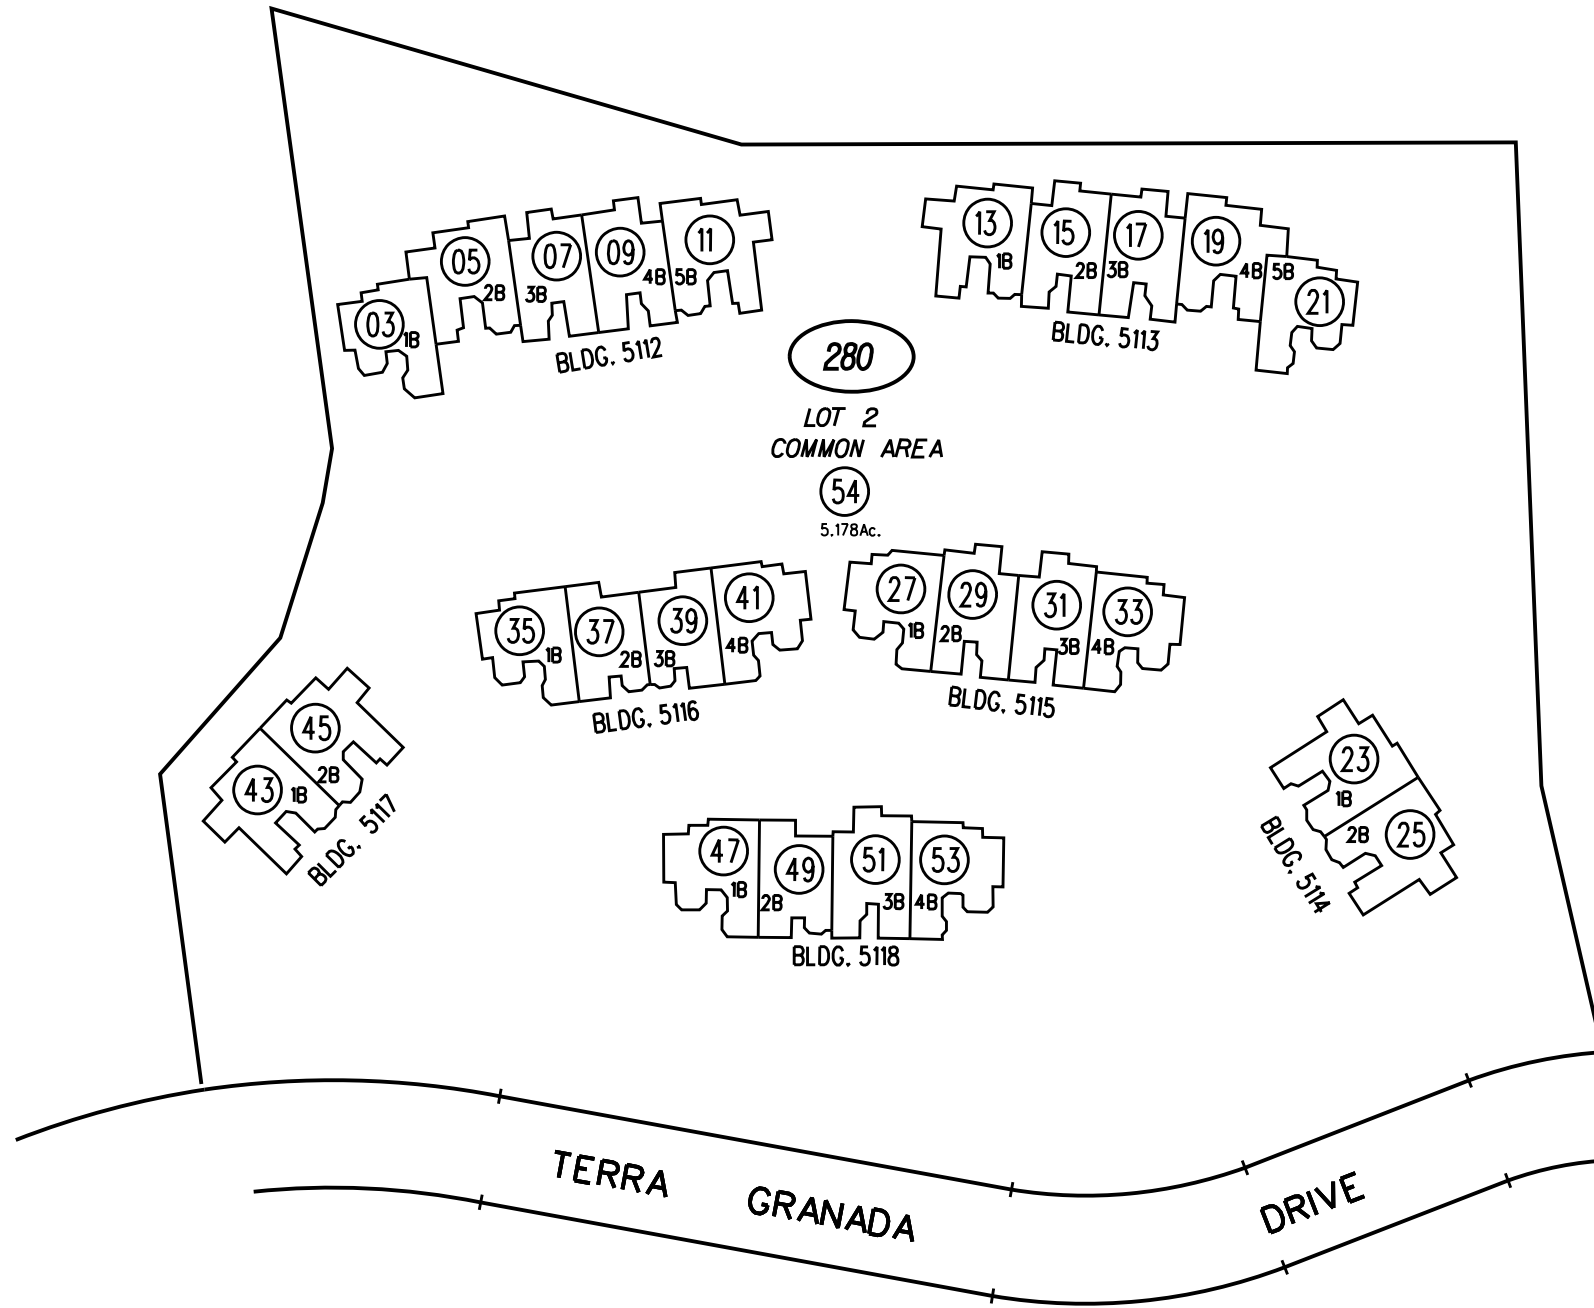 03
1B
05
2B
07
3B
09
4B
11
5B
BLDG. 5112
13
1B
15
2B
17
3B
19
4B
21
5B
BLDG. 5113
280
LOT 2
COMMON AREA
54
5.178Ac.
35
1B
37
2B
39
3B
41
4B
BLDG. 5116
27
1B
29
2B
31
3B
33
4B
BLDG. 5115
45
2B
43
1B
BLDG. 5117
47
1B
49
2B
51
3B
53
4B
BLDG. 5118
23
1B
25
2B
BLDG. 5114
TERRA GRANADA DRIVE